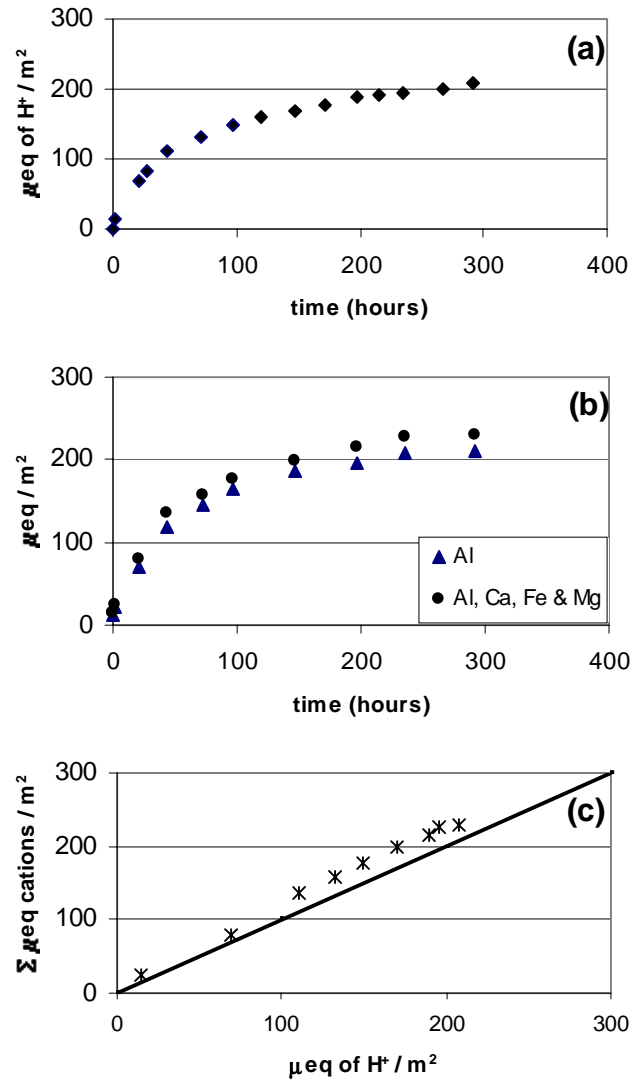 300
(a)
200
100
0
µeq of H⁺ / m²
0 100 200 300 400
time (hours)
300
(b)
200
100
0
µeq / m²
Al
Al, Ca, Fe & Mg
0 100 200 300 400
time (hours)
300
(c)
200
100
0
Σ µeq cations / m²
0 100 200 300
µeq of H⁺ / m²